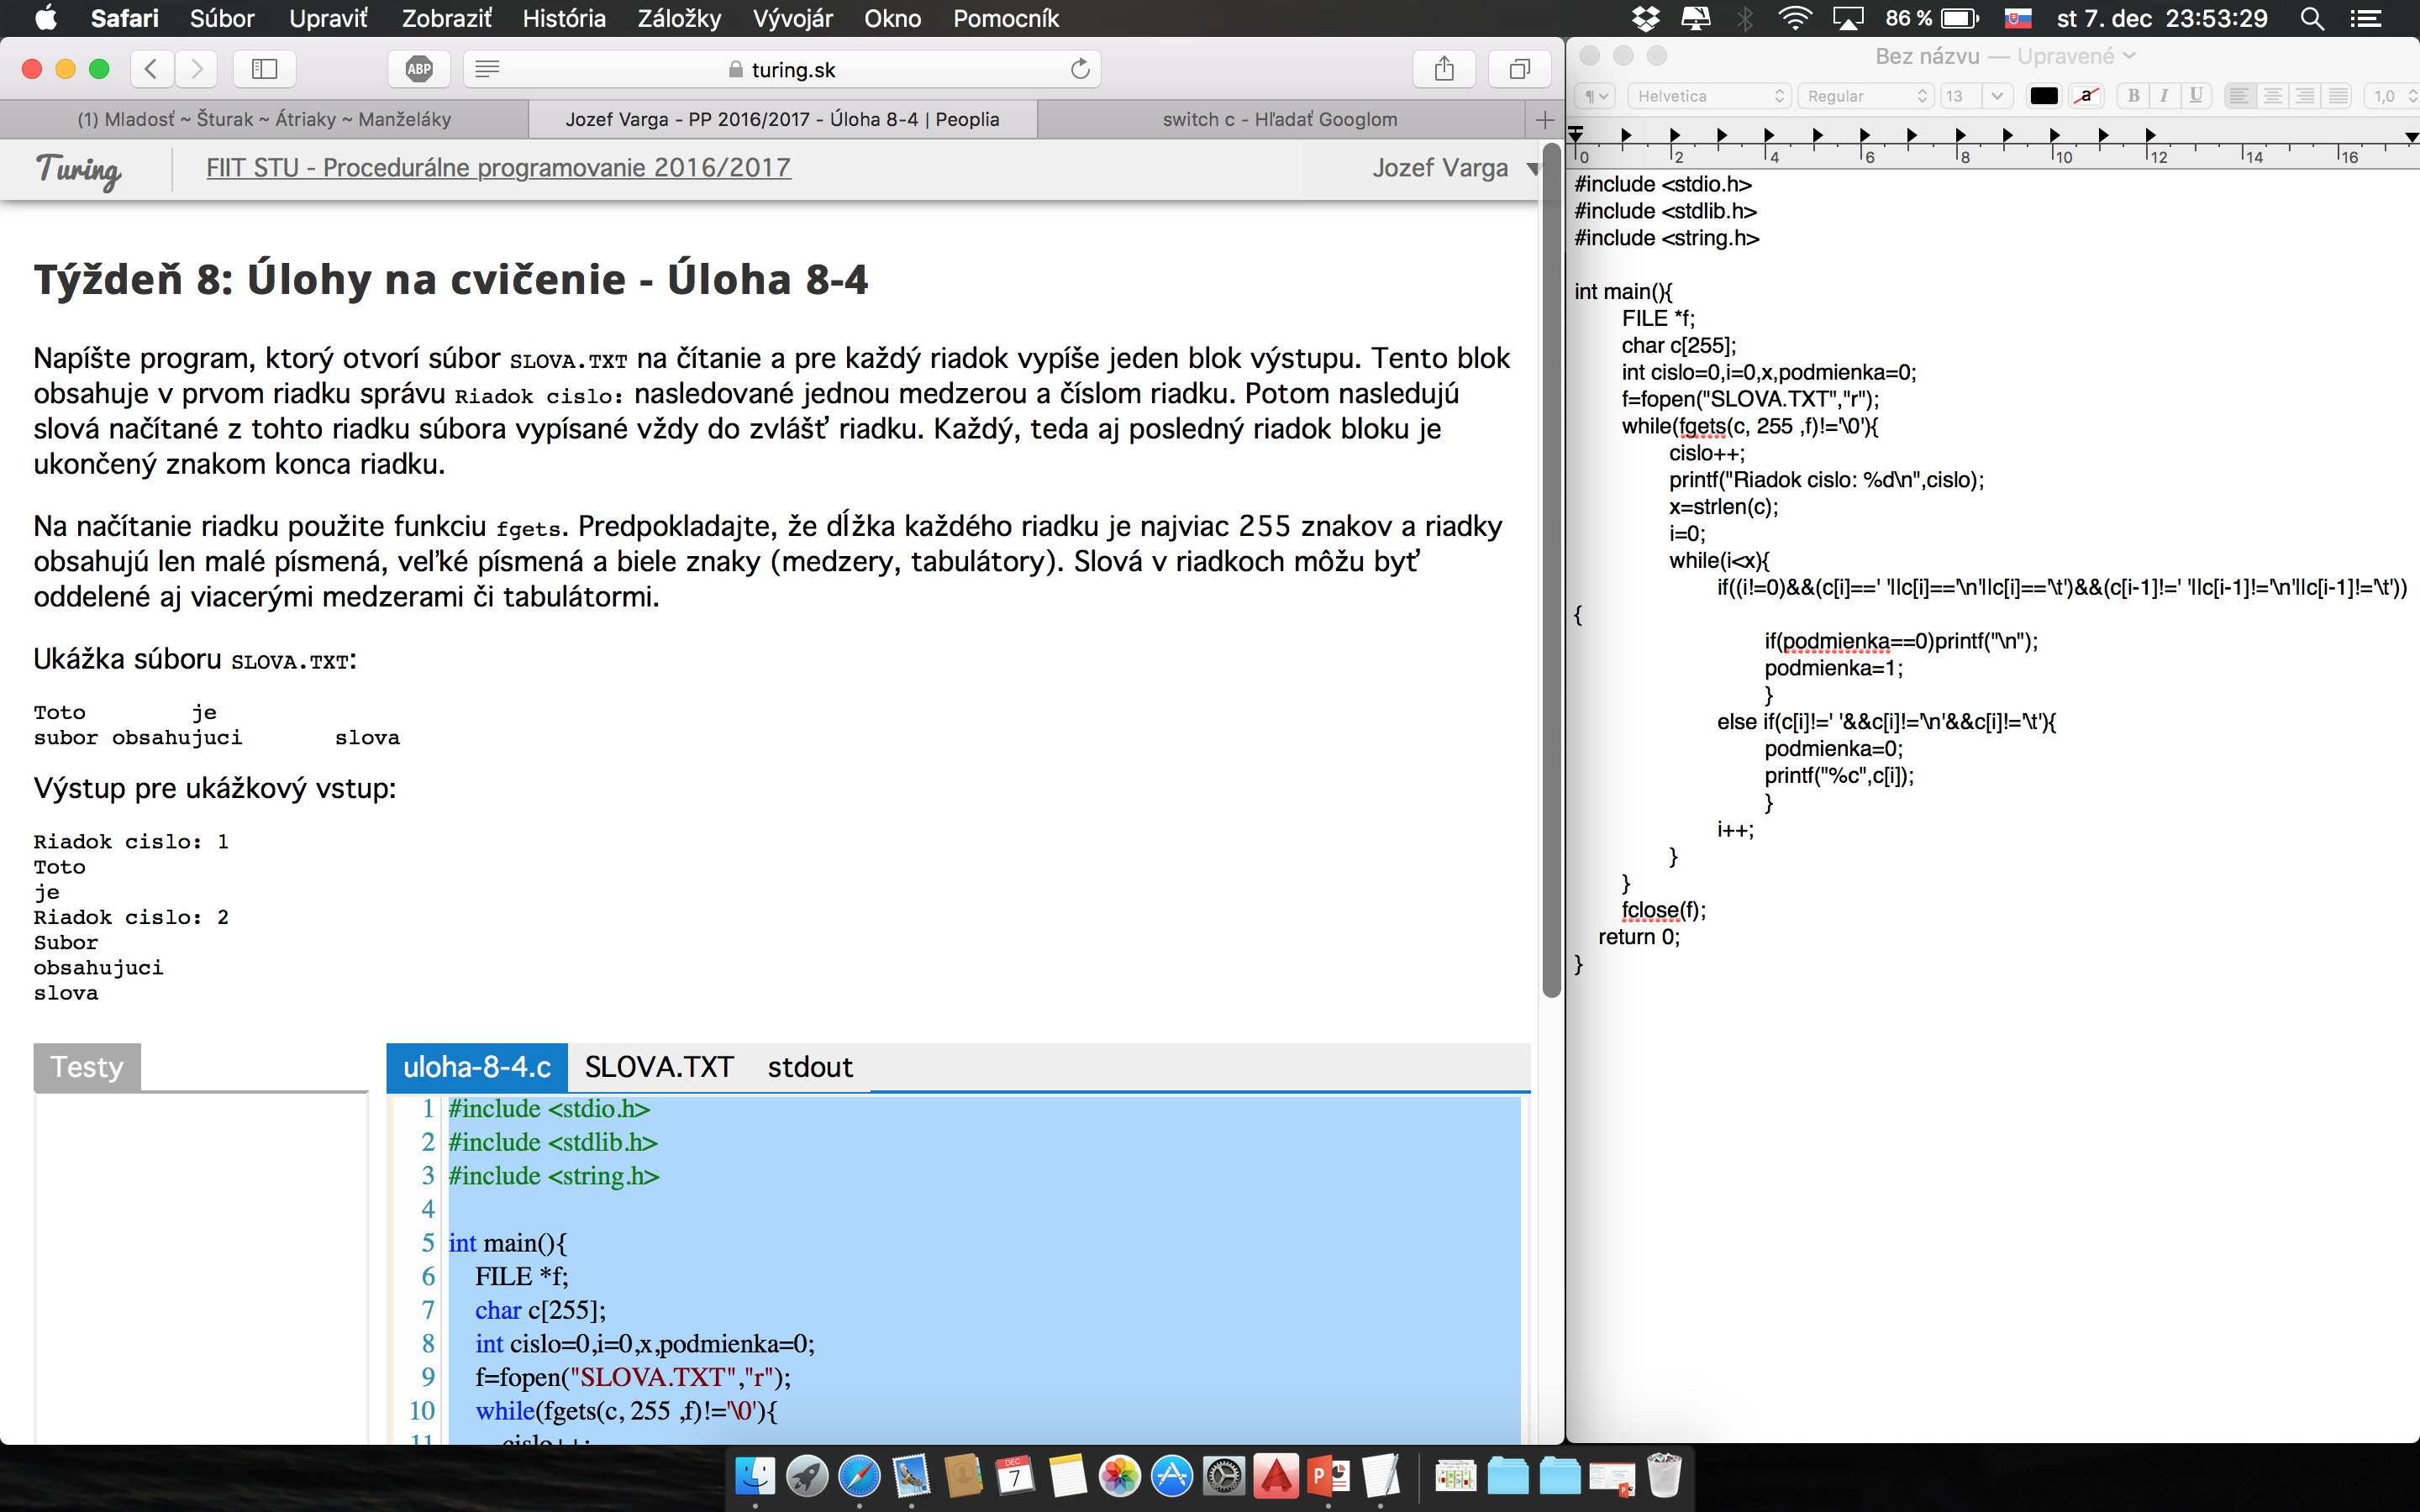 Safari Súbor Upraviť Zobraziť História Záložky Vývojár Okno Pomocník 86 % st 7. dec 23:53:29
ABP turing.sk
(1) Mladosť ~ Šturak ~ Átriaky ~ Manželáky Jozef Varga - PP 2016/2017 - Úloha 8-4 | Peoplia switch c - Hľadať Googlom
Turing FIIT STU - Procedurálne programovanie 2016/2017 Jozef Varga
Týždeň 8: Úlohy na cvičenie - Úloha 8-4
Napíšte program, ktorý otvorí súbor SLOVA.TXT na čítanie a pre každý riadok vypíše jeden blok výstupu. Tento blok
obsahuje v prvom riadku správu Riadok cislo: nasledované jednou medzerou a číslom riadku. Potom nasledujú
slová načítané z tohto riadku súbora vypísané vždy do zvlášť riadku. Každý, teda aj posledný riadok bloku je
ukončený znakom konca riadku.
Na načítanie riadku použite funkciu fgets. Predpokladajte, že dĺžka každého riadku je najviac 255 znakov a riadky
obsahujú len malé písmená, veľké písmená a biele znaky (medzery, tabulátory). Slová v riadkoch môžu byť
oddelené aj viacerými medzerami či tabulátormi.
Ukážka súboru SLOVA.TXT:
Toto je
subor obsahujuci slova
Výstup pre ukážkový vstup:
Riadok cislo: 1
Toto
je
Riadok cislo: 2
Subor
obsahujuci
slova
Testy
uloha-8-4.c SLOVA.TXT stdout
1 #include <stdio.h>
2 #include <stdlib.h>
3 #include <string.h>
4
5 int main(){
6 FILE *f;
7 char c[255];
8 int cislo=0,i=0,x,podmienka=0;
9 f=fopen("SLOVA.TXT","r");
10 while(fgets(c, 255 ,f)!='\0'){
11 cislo++;
Bez názvu — Upravené
¶ Helvetica Regular 13 a B I U 1,0
0 2 4 6 8 10 12 14 16
#include <stdio.h>
#include <stdlib.h>
#include <string.h>
int main(){
FILE *f;
char c[255];
int cislo=0,i=0,x,podmienka=0;
f=fopen("SLOVA.TXT","r");
while(fgets(c, 255 ,f)!='\0'){
cislo++;
printf("Riadok cislo: %d\n",cislo);
x=strlen(c);
i=0;
while(i<x){
if((i!=0)&&(c[i]==' '||c[i]=='\n'||c[i]=='\t')&&(c[i-1]!=' '||c[i-1]!='\n'||c[i-1]!='\t'))
{
if(podmienka==0)printf("\n");
podmienka=1;
}
else if(c[i]!=' '&&c[i]!='\n'&&c[i]!='\t'){
podmienka=0;
printf("%c",c[i]);
}
i++;
}
}
fclose(f);
return 0;
}
DEC
7
P